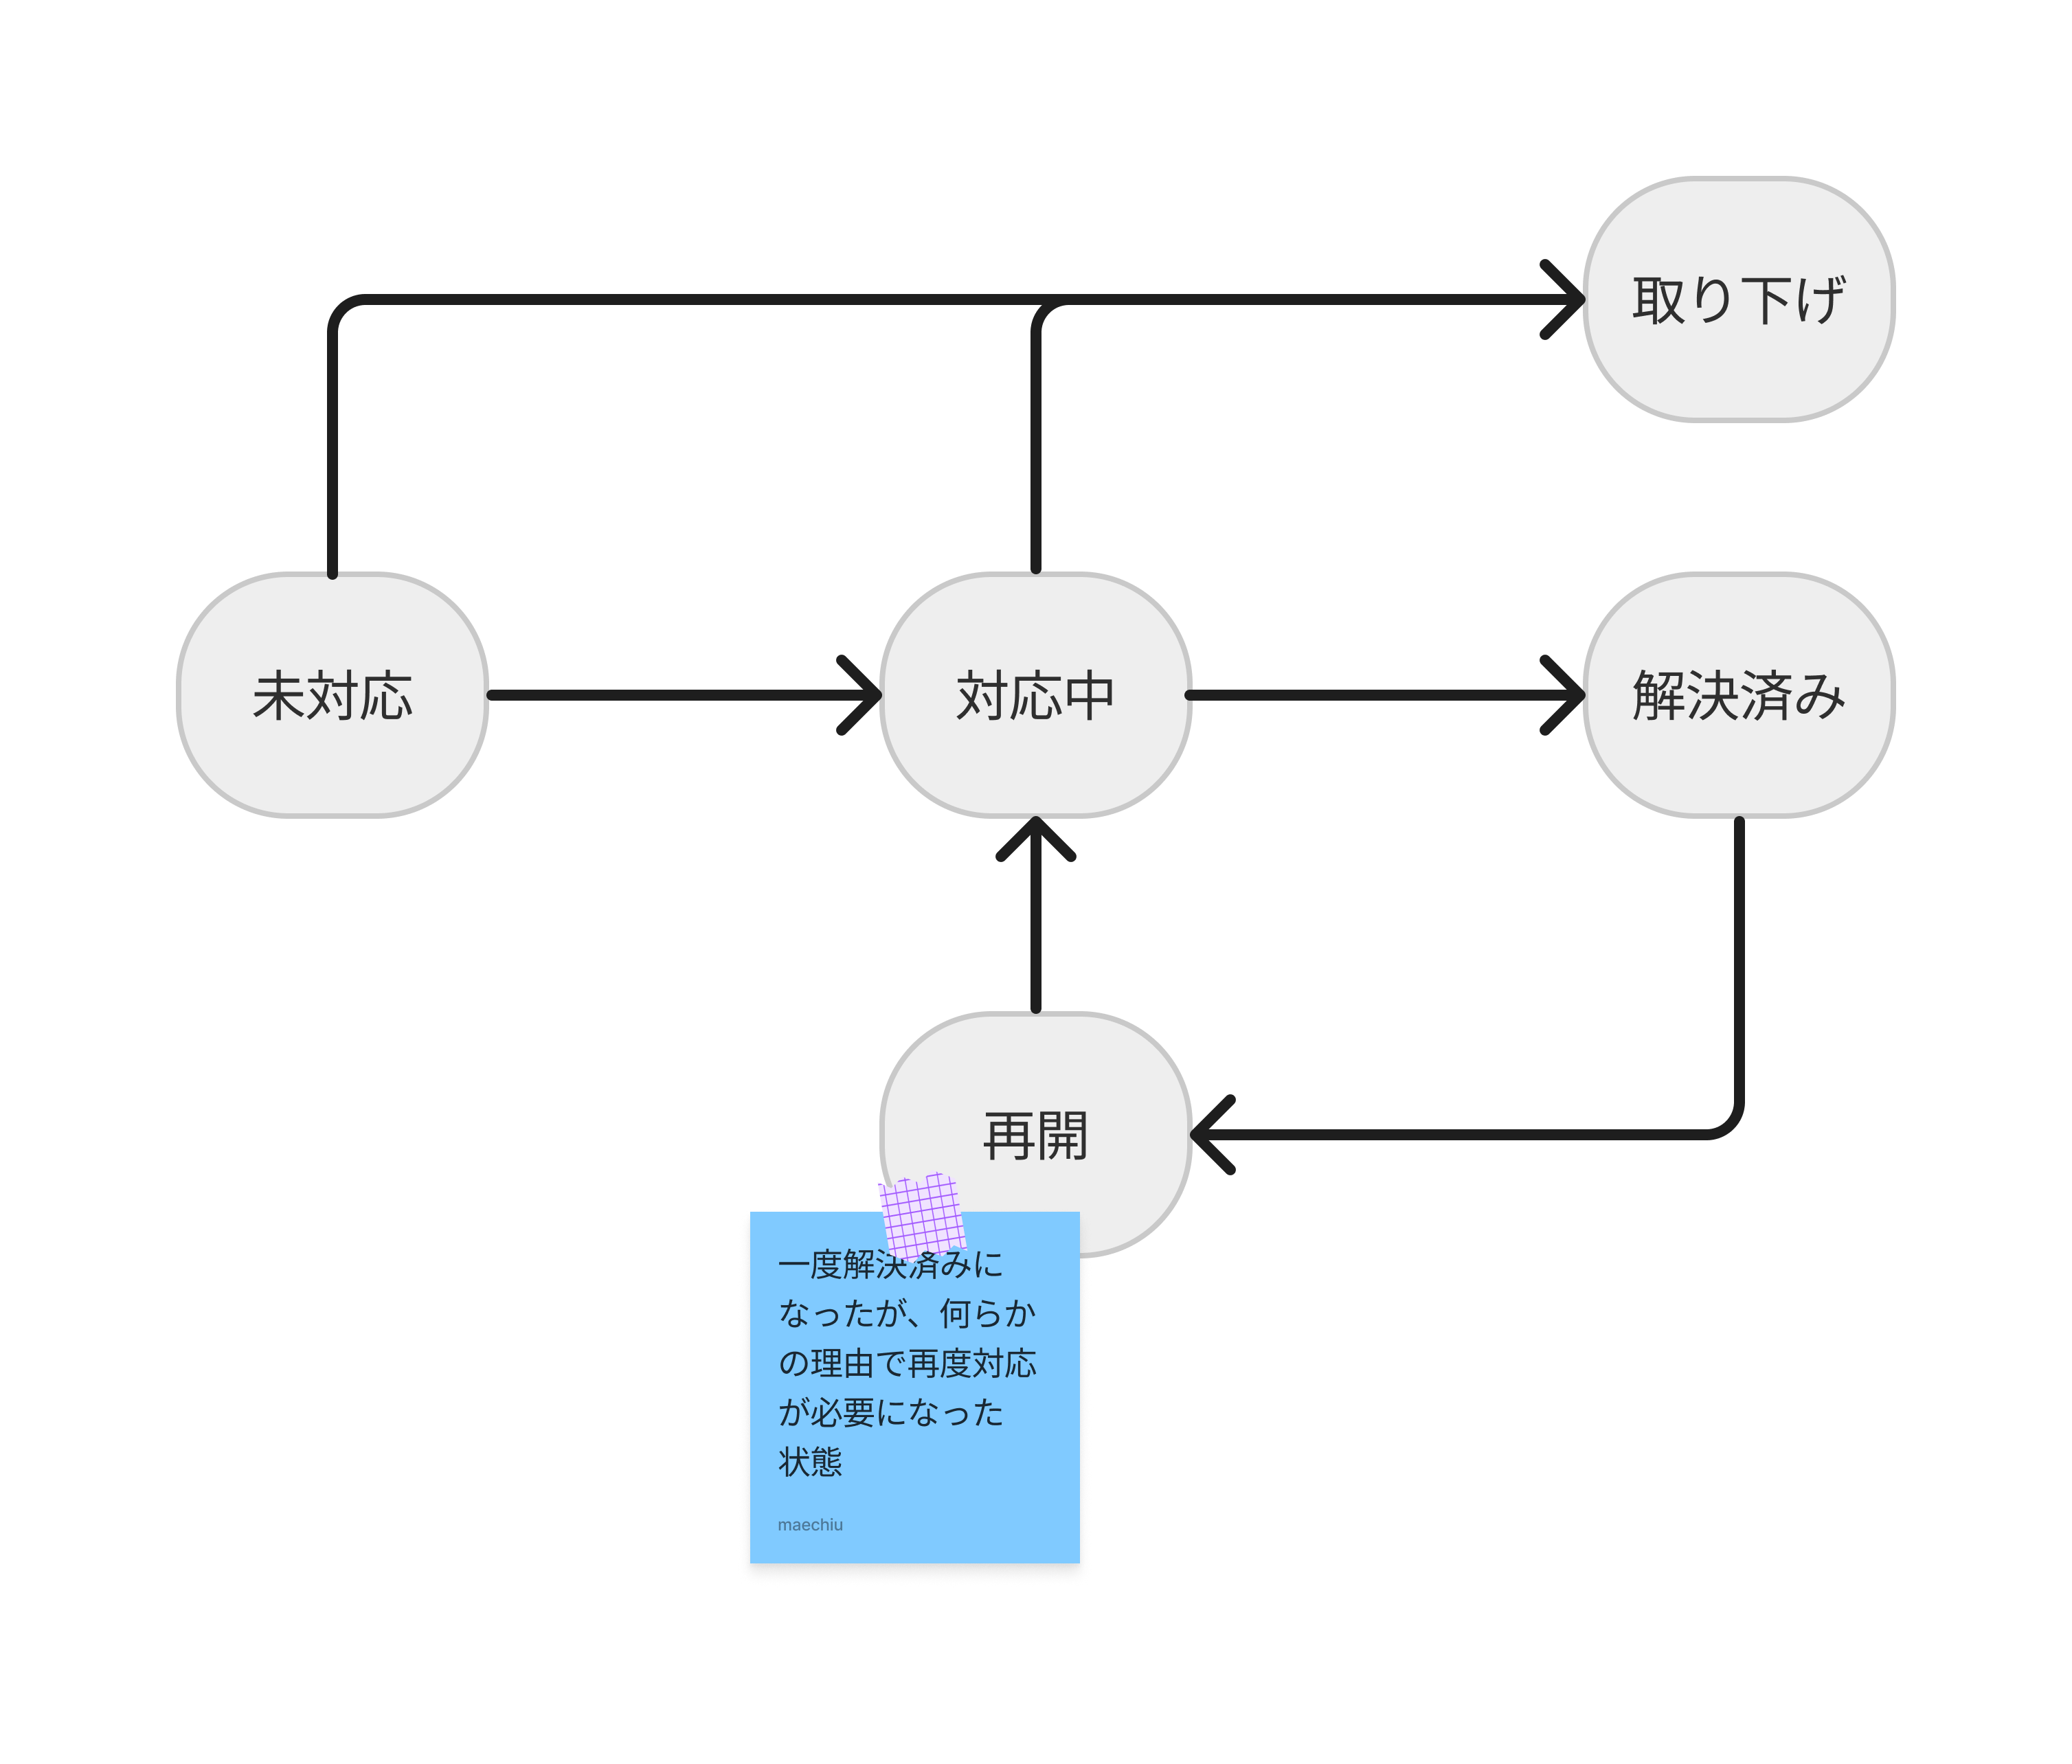 取り下げ
未対応
対応中
解決済み
再開
一度解決済みに
なったが、何らか
の理由で再度対応
が必要になった
状態
maechiu